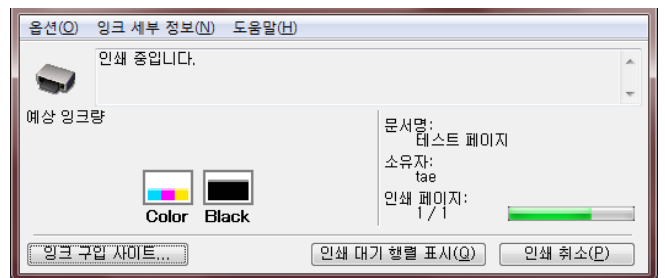 옵션(O) 잉크 세부 정보(N) 도움말(H)
인쇄 중입니다.
예상 잉크량
Color Black
문서명:
테스트 페이지
소유자:
tae
인쇄 페이지:
1 / 1
잉크 구입 사이트... 인쇄 대기 행렬 표시(Q) 인쇄 취소(P)